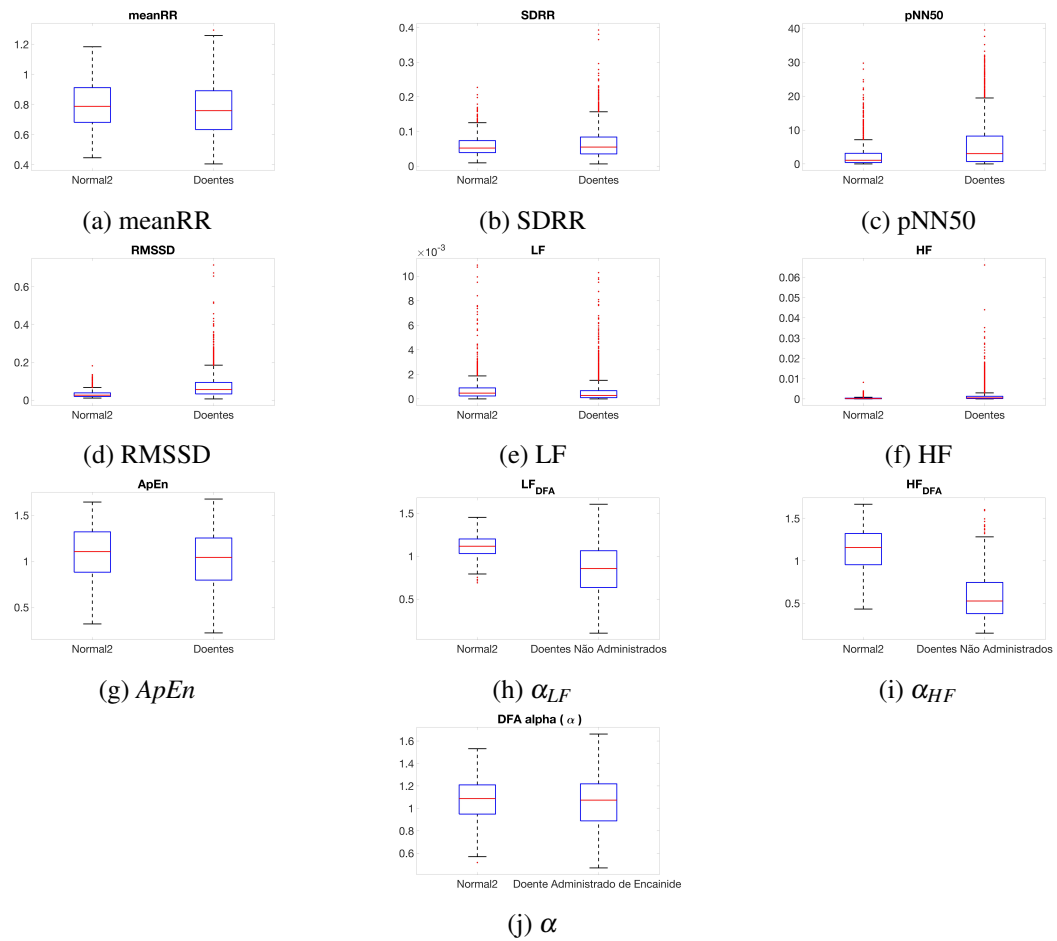 meanRR
1.2
1
0.8
0.6
0.4
Normal2
Doentes
(a) meanRR
SDRR
0.4
0.3
0.2
0.1
0
Normal2
Doentes
(b) SDRR
pNN50
40
30
20
10
0
Normal2
Doentes
(c) pNN50
RMSSD
0.6
0.4
0.2
0
Normal2
Doentes
(d) RMSSD
×10⁻³
LF
10
8
6
4
2
0
Normal2
Doentes
(e) LF
HF
0.06
0.05
0.04
0.03
0.02
0.01
0
Normal2
Doentes
(f) HF
ApEn
1.5
1
0.5
Normal2
Doentes
(g) ApEn
LF_DFA
1.5
1
0.5
Normal2
Doentes Não Administrados
(h) α_LF
HF_DFA
1.5
1
0.5
Normal2
Doentes Não Administrados
(i) α_HF
DFA alpha ( α )
1.6
1.4
1.2
1
0.8
0.6
Normal2
Doente Administrado de Encainide
(j) α